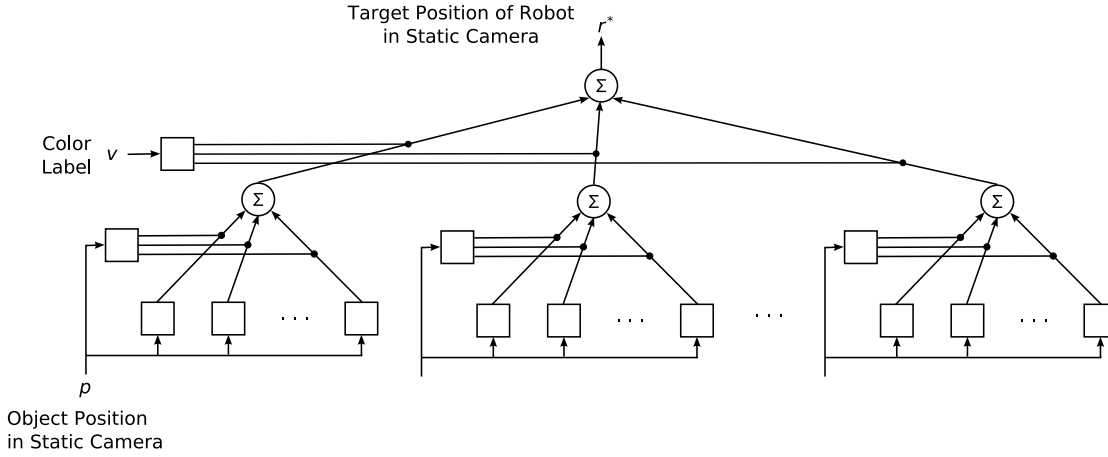 Target Position of Robot
in Static Camera
r*
Σ
Color
Label
v
Σ
Σ
Σ
. . .
. . .
. . .
. . .
p
Object Position
in Static Camera